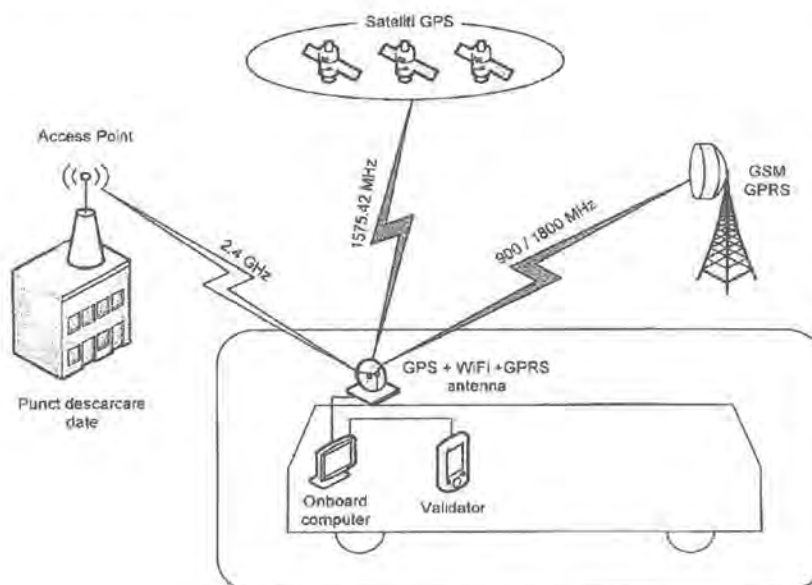 Sateliti GPS
Access Point
GSM
GPRS
2.4 GHz
1575.42 MHz
900 / 1800 MHz
GPS + WiFi +GPRS
antenna
Punct descarcare
date
Onboard
computer
Validator